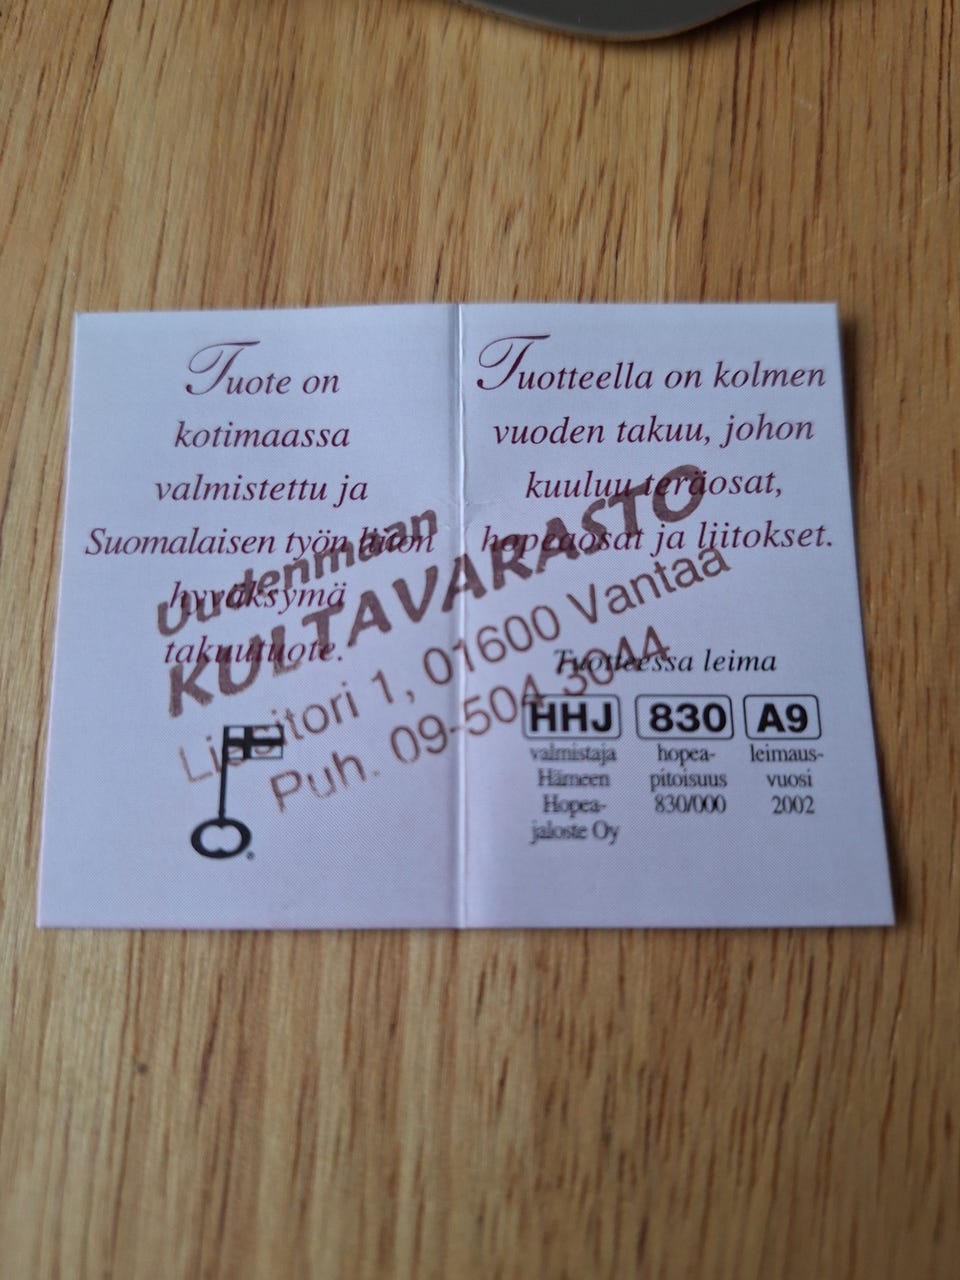 Tuote on
kotimaassa
valmistettu ja
Suomalaisen työn liiton
hyväksymä
takuutuote.
Tuotteella on kolmen
vuoden takuu, johon
kuuluu teräosat,
hopeaosat ja liitokset.
Tuotteessa leima
HHJ 830 A9
valmistaja hopea- leimaus-
Hämeen pitoisuus vuosi
Hopea- 830/000 2002
jaloste Oy
Uudenmaan
KULTAVARASTO
Liesitori 1, 01600 Vantaa
Puh. 09-504 3044